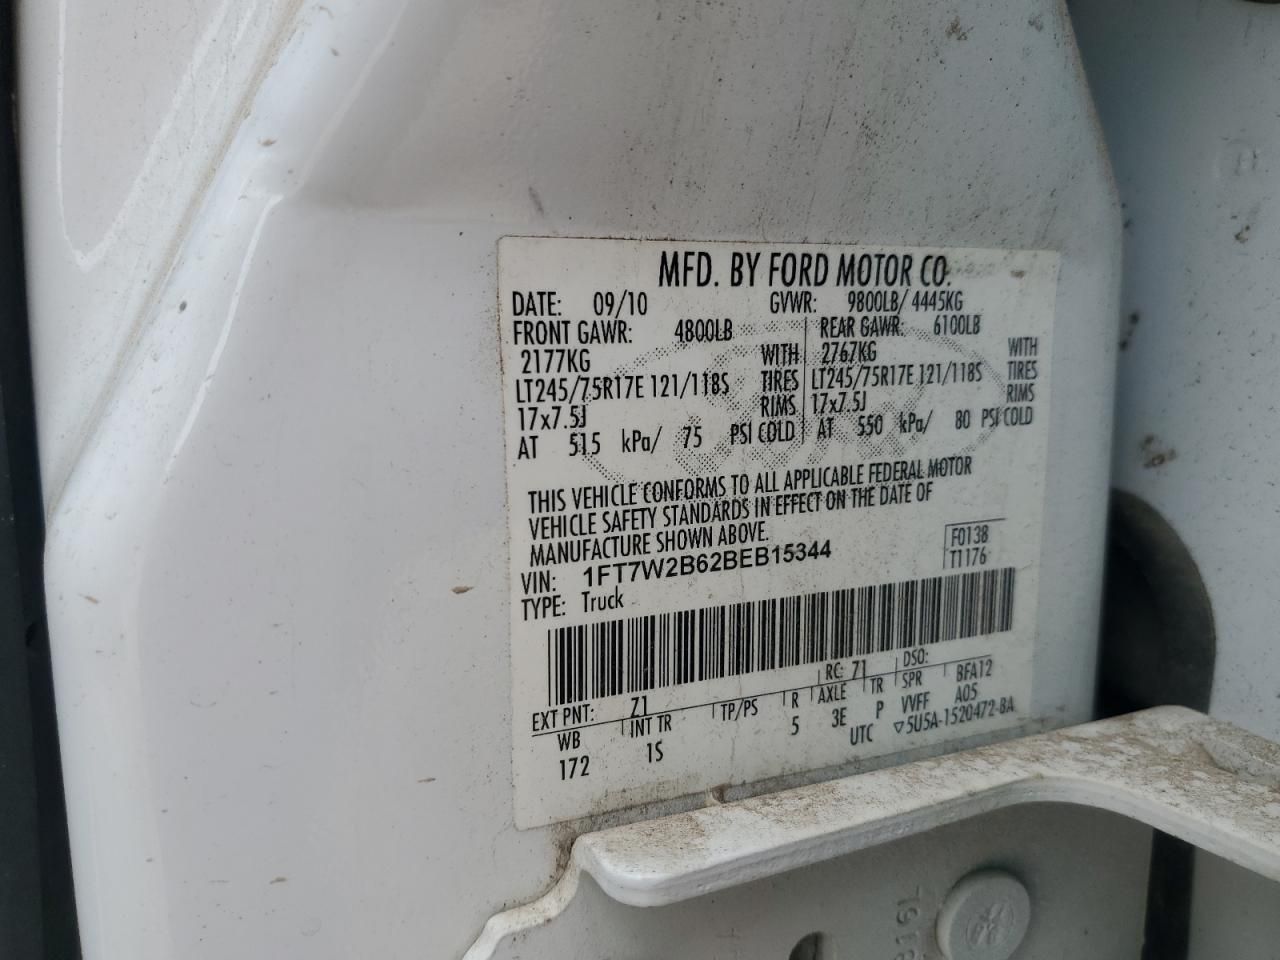 MFD. BY FORD MOTOR CO.
DATE: 09/10 GVWR: 9800LB/ 4445KG
FRONT GAWR: 4800LB REAR GAWR: 6100LB
2177KG WITH 2767KG WITH
LT245/75R17E 121/118S TIRES LT245/75R17E 121/118S TIRES
17x7.5J RIMS 17x7.5J RIMS
AT 515 kPa/ 75 PSI COLD AT 550 kPa/ 80 PSI COLD
THIS VEHICLE CONFORMS TO ALL APPLICABLE FEDERAL MOTOR
VEHICLE SAFETY STANDARDS IN EFFECT ON THE DATE OF
MANUFACTURE SHOWN ABOVE.
VIN: 1FT7W2B62BEB15344 F0138
TYPE: Truck T1176
EXT PNT: Z1 RC: 71 DSO:
WB INT TR TP/PS R AXLE TR SPR BFA12
172 1S 5 3E P VVFF A05
UTC ▽5U5A-1520472-BA